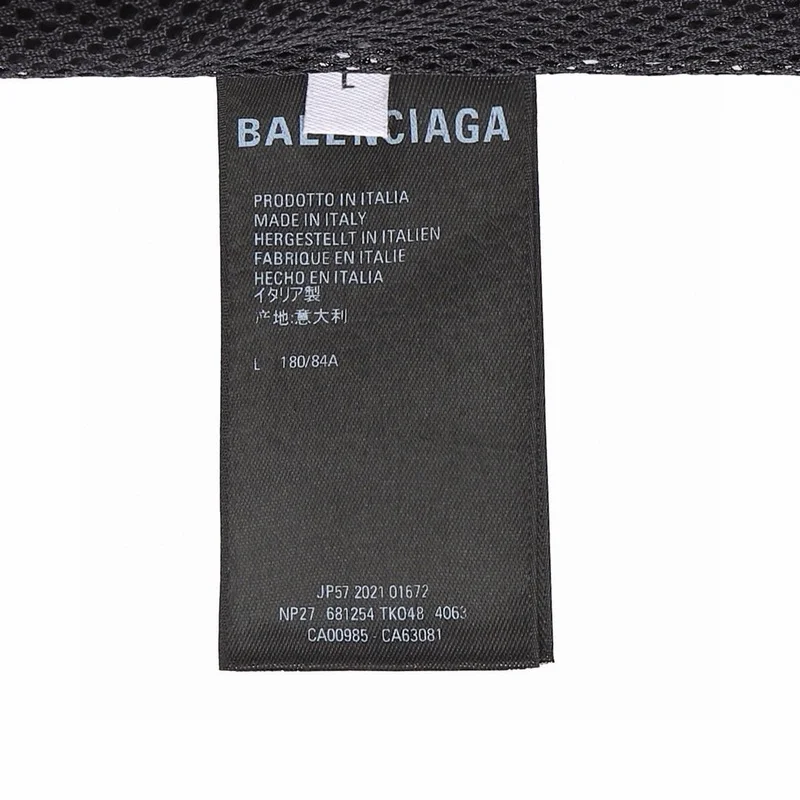 L
BALENCIAGA
PRODOTTO IN ITALIA
MADE IN ITALY
HERGESTELLT IN ITALIEN
FABRIQUE EN ITALIE
HECHO EN ITALIA
イタリア製
产地:意大利
L 180/84A
JP57 2021 01672
NP27 681254 TKO48 4063
CA00985 - CA63081